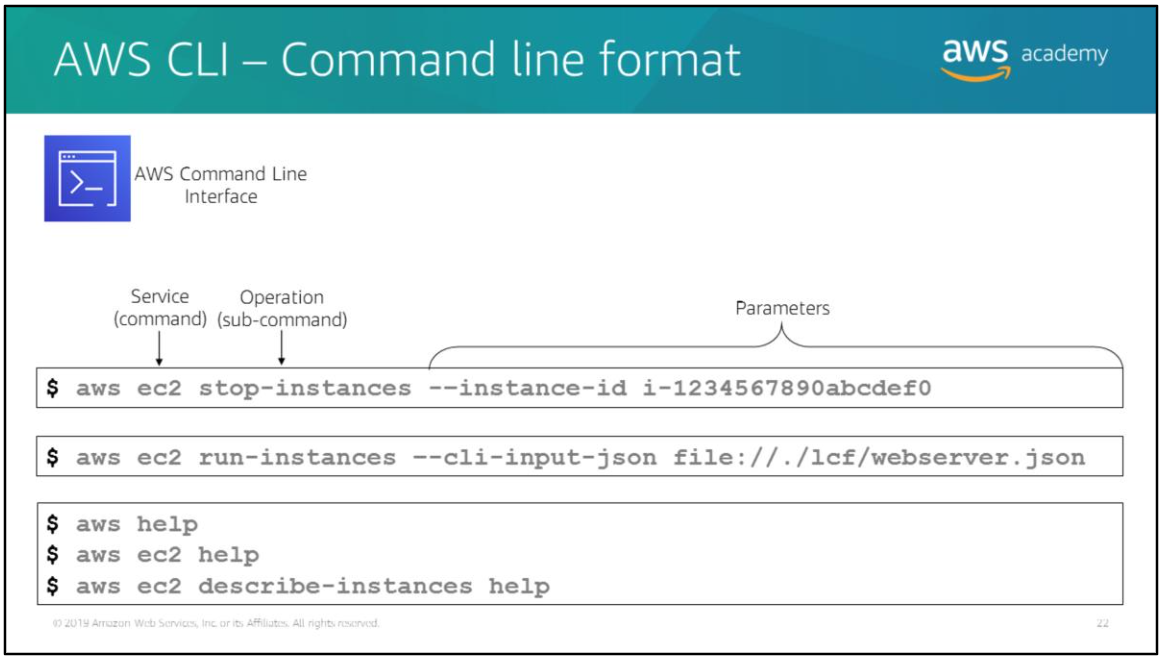 AWS CLI – Command line format
aws academy
AWS Command Line
Interface
Service
(command)
Operation
(sub-command)
Parameters
$ aws ec2 stop-instances --instance-id i-1234567890abcdef0
$ aws ec2 run-instances --cli-input-json file://./lcf/webserver.json
$ aws help
$ aws ec2 help
$ aws ec2 describe-instances help
© 2019 Amazon Web Services, Inc. or its Affiliates. All rights reserved.
22